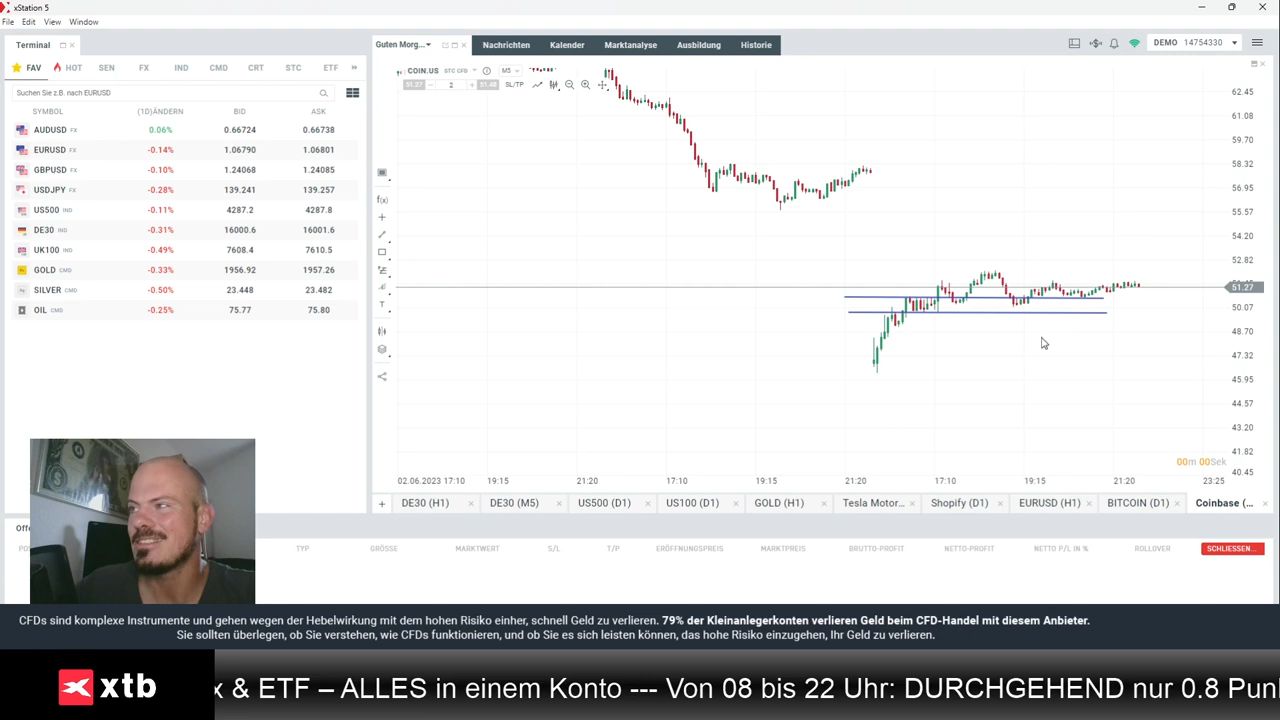 xStation 5
File Edit View Window
Terminal
Guten Morg... Nachrichten Kalender Marktanalyse Ausbildung Historie
DEMO 14754330
FAV HOT SEN FX IND CMD CRT STC ETF
COIN.US STC CFD M5
51.27 2 SL/TP
Suchen Sie z.B. nach EURUSD
SYMBOL (1D)ÄNDERN BID ASK
AUDUSD FX 0.06% 0.66724 0.66738
EURUSD FX -0.14% 1.06790 1.06801
GBPUSD FX -0.10% 1.24068 1.24085
USDJPY FX -0.28% 139.241 139.257
US500 IND -0.11% 4287.2 4287.8
DE30 IND -0.31% 16000.6 16001.6
UK100 IND -0.49% 7608.4 7610.5
GOLD CMD -0.33% 1956.92 1957.26
SILVER CMD -0.50% 23.448 23.482
OIL CMD -0.25% 75.77 75.80
f(x)
T
62.45
61.08
59.70
58.32
56.95
55.57
54.20
52.82
51.27
50.07
48.70
47.32
45.95
44.57
43.20
41.82
40.45
00m 00Sek
02.06.2023 17:10 19:15 21:20 17:10 19:15 21:20 17:10 19:15 21:20 23:25
DE30 (H1) DE30 (M5) US500 (D1) US100 (D1) GOLD (H1) Tesla Motor... Shopify (D1) EURUSD (H1) BITCOIN (D1) Coinbase (...
TYP GRÖSSE MARKTWERT S/L T/P ERÖFFNUNGSPREIS MARKTPREIS BRUTTO-PROFIT NETTO-PROFIT NETTO P/L IN % ROLLOVER SCHLIESSEN...
CFDs sind komplexe Instrumente und gehen wegen der Hebelwirkung mit dem hohen Risiko einher, schnell Geld zu verlieren. 79% der Kleinanlegerkonten verlieren Geld beim CFD-Handel mit diesem Anbieter.
Sie sollten überlegen, ob Sie verstehen, wie CFDs funktionieren, und ob Sie es sich leisten können, das hohe Risiko einzugehen, Ihr Geld zu verlieren.
xtb
x & ETF – ALLES in einem Konto --- Von 08 bis 22 Uhr: DURCHGEHEND nur 0.8 Pun